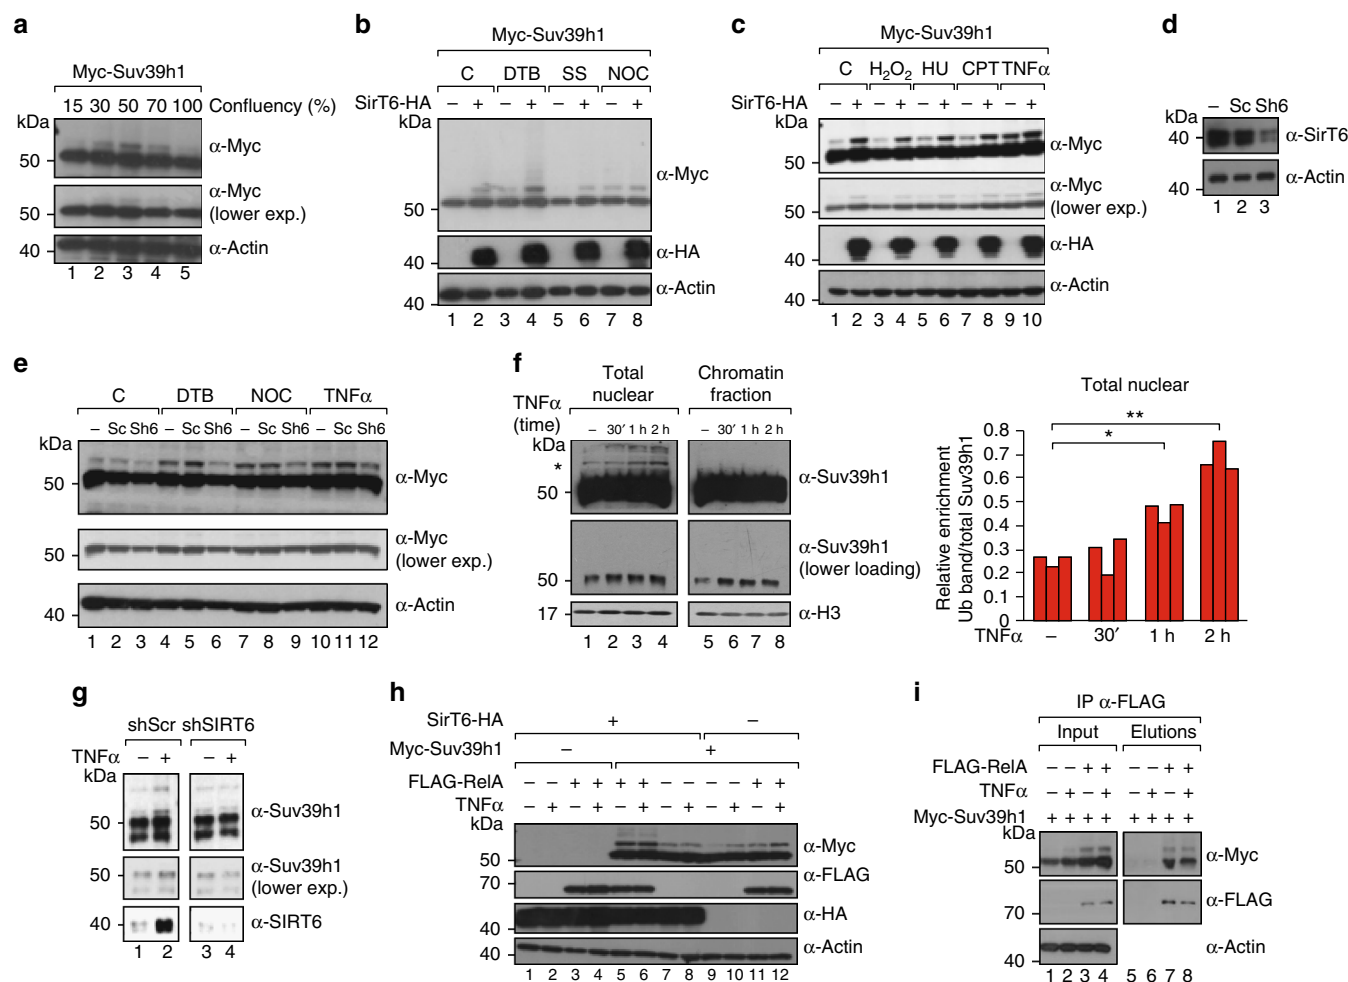 a
Myc-Suv39h1
15 30 50 70 100 Confluency (%)
kDa
50
α-Myc
50
α-Myc
(lower exp.)
40
α-Actin
1 2 3 4 5
b
Myc-Suv39h1
C DTB SS NOC
SirT6-HA – + – + – + – +
kDa
α-Myc
50
α-HA
40
α-Actin
40
1 2 3 4 5 6 7 8
c
Myc-Suv39h1
C H2O2 HU CPT TNFα
SirT6-HA – + – + – + – + – +
kDa
α-Myc
50
α-Myc
(lower exp.)
50
α-HA
40
α-Actin
40
1 2 3 4 5 6 7 8 9 10
d
– Sc Sh6
kDa
40
α-SirT6
α-Actin
40
1 2 3
e
C DTB NOC TNFα
– Sc Sh6 – Sc Sh6 – Sc Sh6 – Sc Sh6
kDa
50
α-Myc
50
α-Myc
(lower exp.)
α-Actin
40
1 2 3 4 5 6 7 8 9 10 11 12
f
Total
nuclear
Chromatin
fraction
TNFα
(time)
– 30′ 1 h 2 h – 30′ 1 h 2 h
kDa
*
50
α-Suv39h1
α-Suv39h1
(lower loading)
50
17
α-H3
1 2 3 4 5 6 7 8
Total nuclear
**
*
Relative enrichment
Ub band/total Suv39h1
0.8
0.7
0.6
0.5
0.4
0.3
0.2
0.1
0
TNFα – 30′ 1 h 2 h
g
shScr shSIRT6
TNFα – + – +
kDa
50
α-Suv39h1
50
α-Suv39h1
(lower exp.)
40
α-SIRT6
1 2 3 4
h
SirT6-HA + –
Myc-Suv39h1 – +
FLAG-RelA – – + + + + – – – – + +
TNFα – + – + – + – + – + – +
kDa
50
α-Myc
70
α-FLAG
40
α-HA
40
α-Actin
1 2 3 4 5 6 7 8 9 10 11 12
i
IP α-FLAG
Input Elutions
FLAG-RelA – – + + – – + +
TNFα – + – + – + – +
Myc-Suv39h1 + + + + + + + +
kDa
50
α-Myc
70
α-FLAG
40
α-Actin
1 2 3 4 5 6 7 8